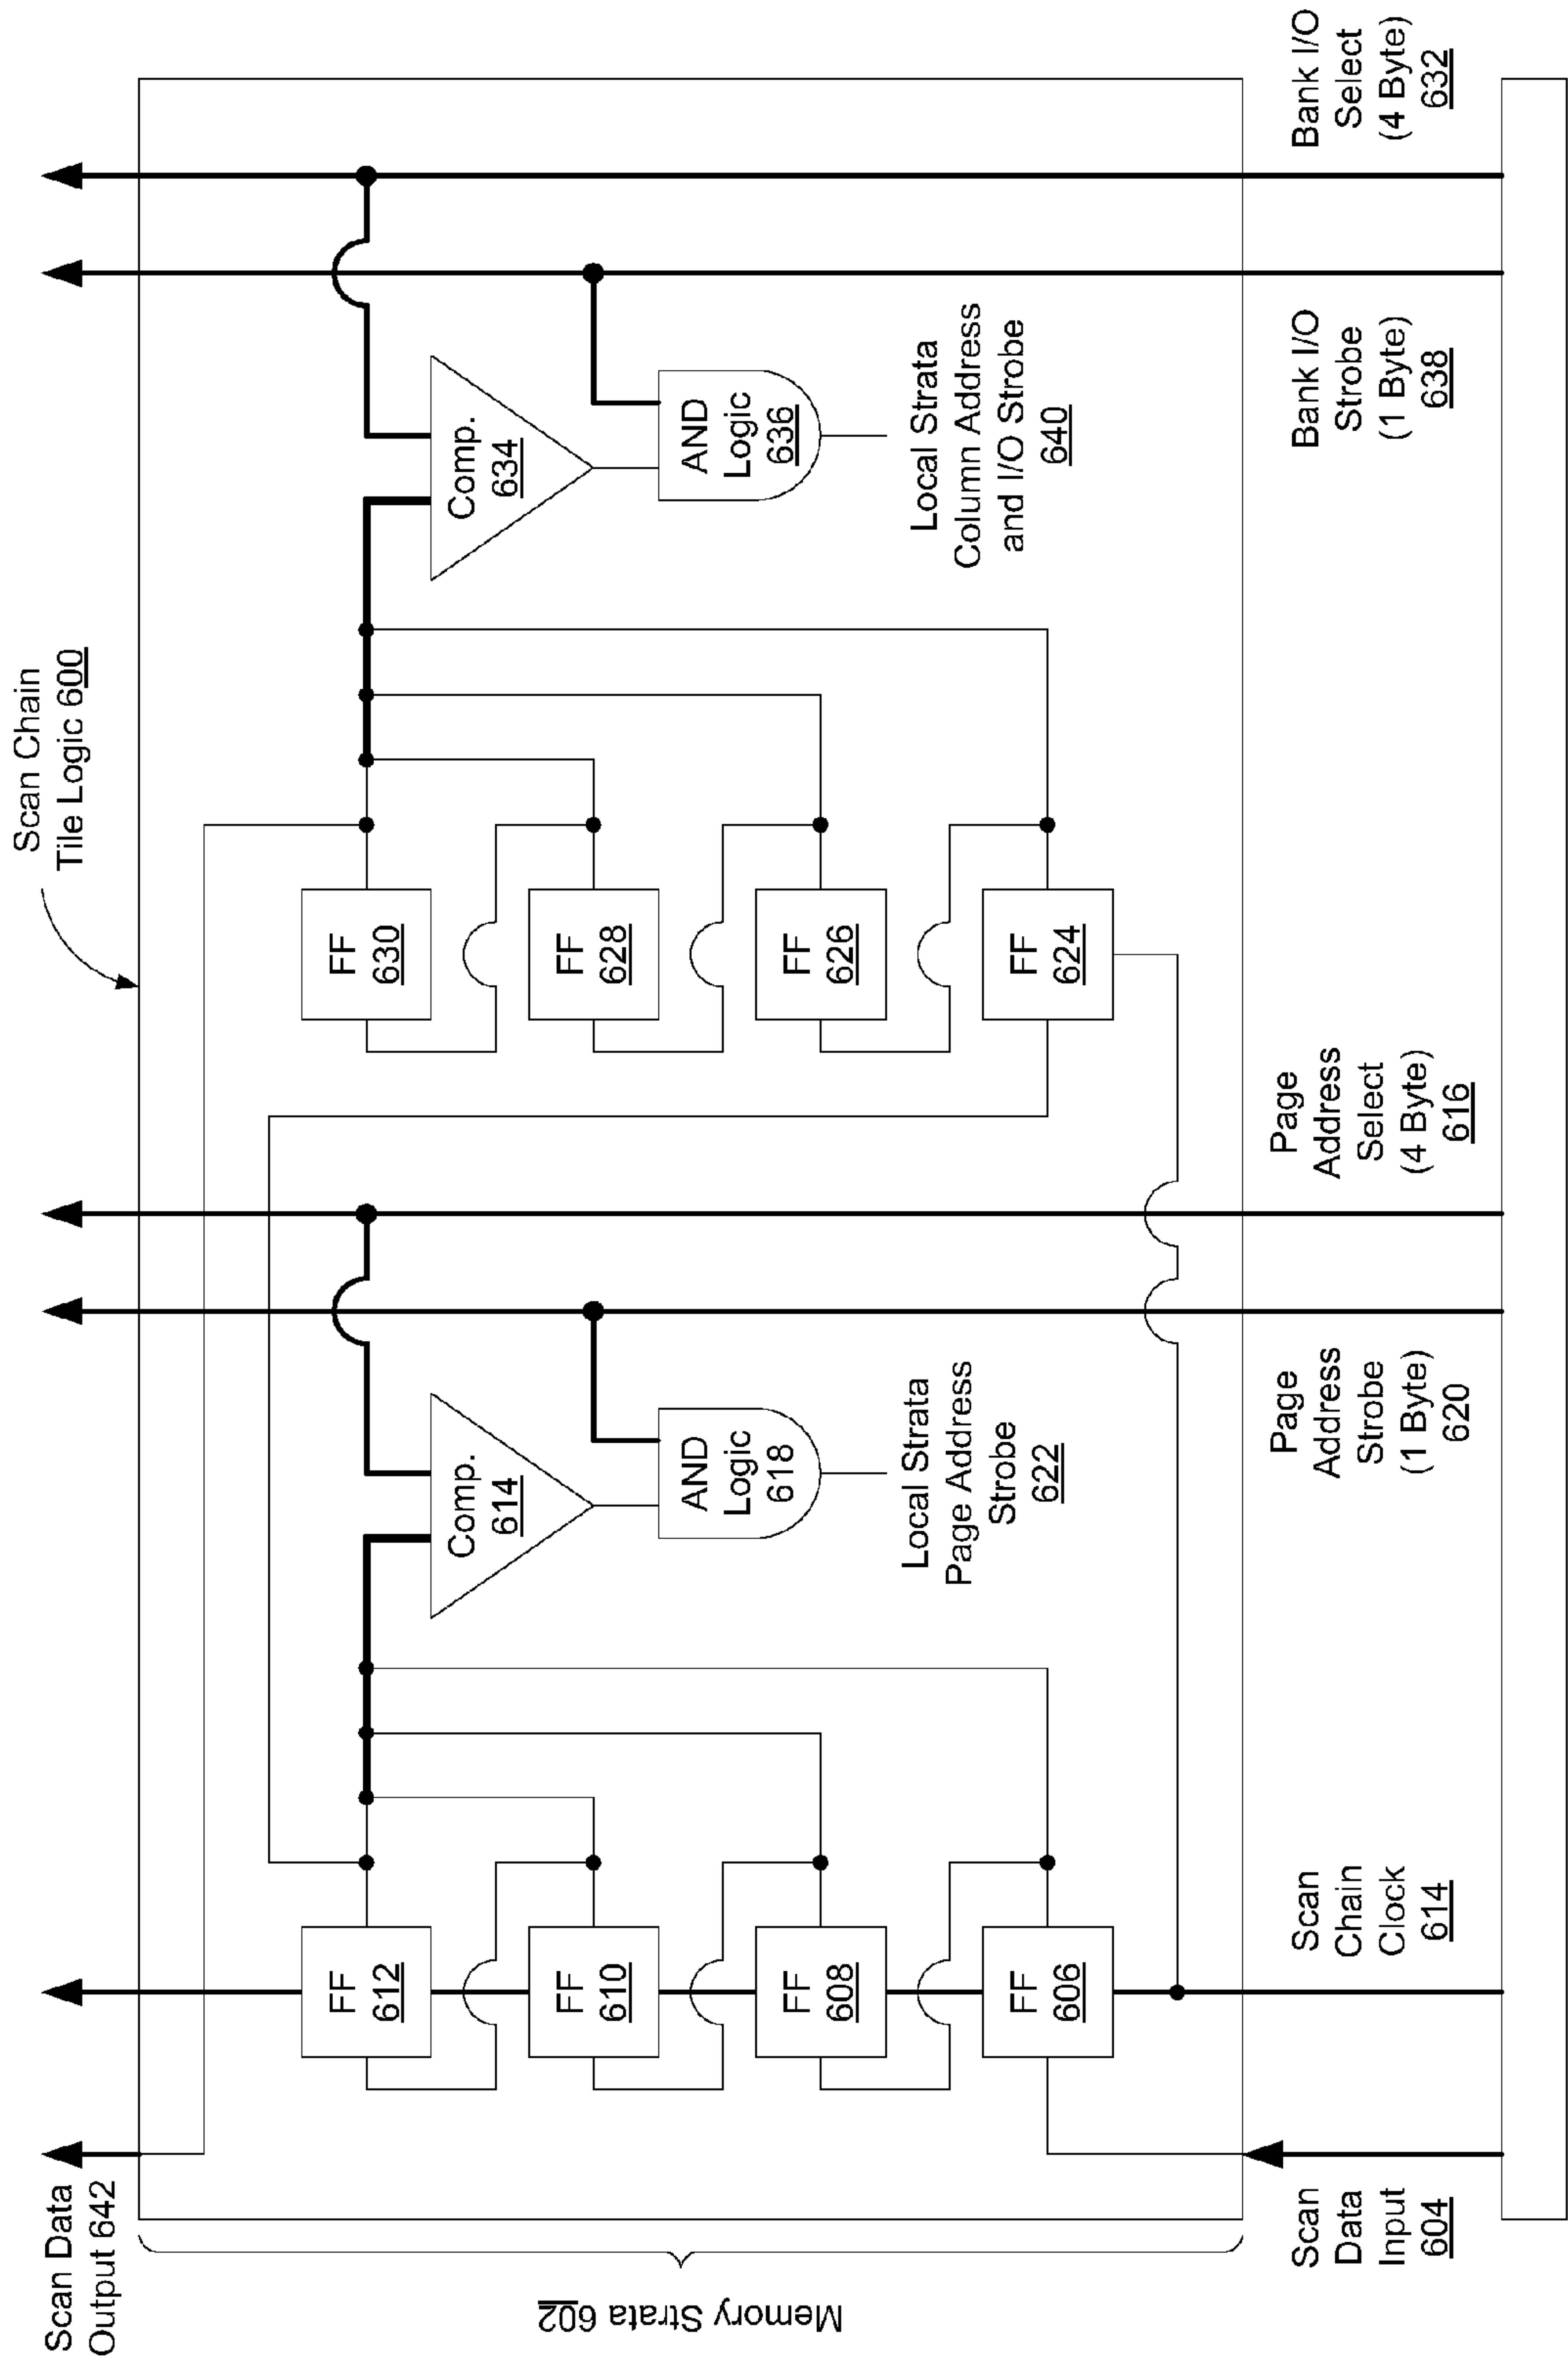 Scan Chain
Tile Logic 600
Scan Data
Output 642
Memory Strata 602
FF
612
FF
610
FF
608
FF
606
Comp.
614
AND
Logic
618
Local Strata
Page Address
Strobe
622
FF
630
FF
628
FF
626
FF
624
Comp.
634
AND
Logic
636
Local Strata
Column Address
and I/O Strobe
640
Scan
Data
Input
604
Scan
Chain
Clock
614
Page
Address
Strobe
(1 Byte)
620
Page
Address
Select
(4 Byte)
616
Bank I/O
Strobe
(1 Byte)
638
Bank I/O
Select
(4 Byte)
632